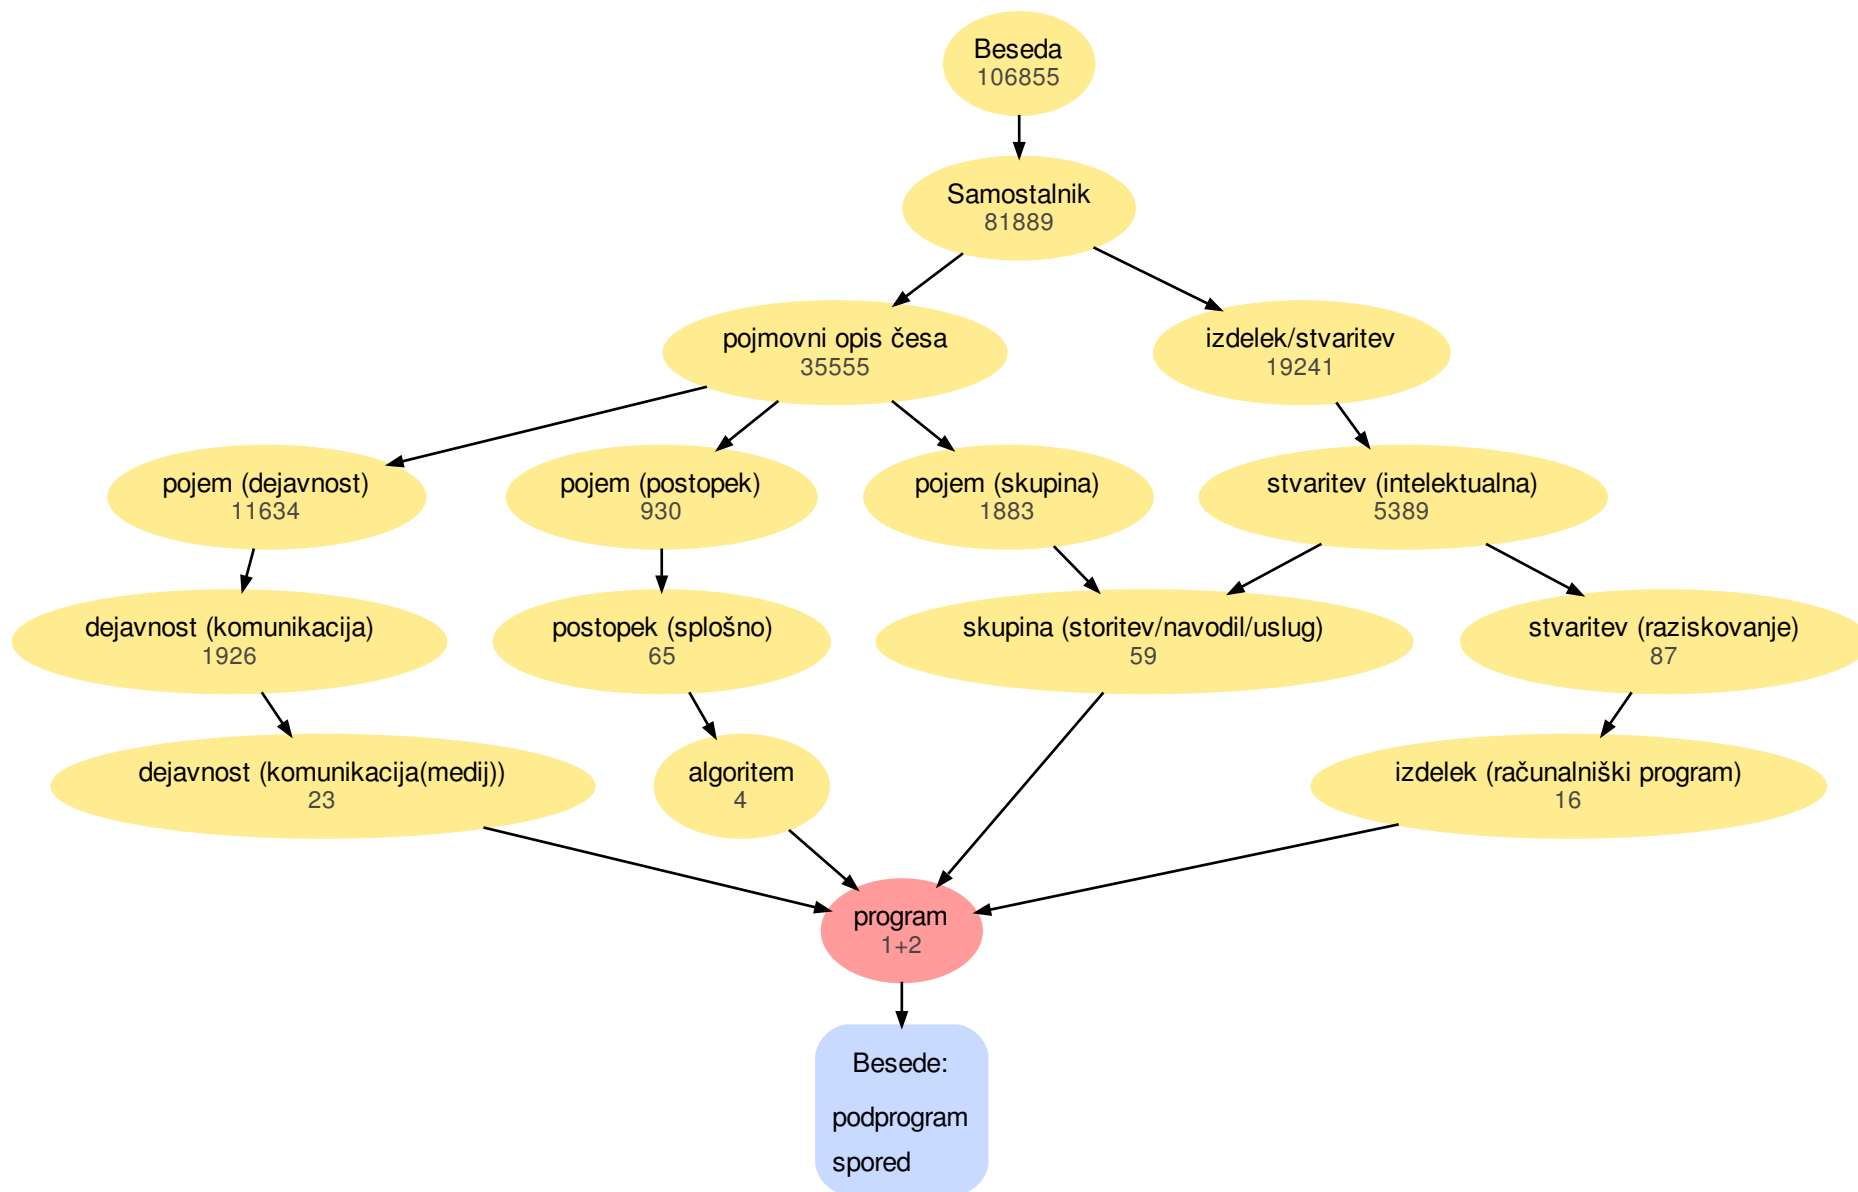 Beseda
106855
Samostalnik
81889
pojmovni opis česa
35555
izdelek/stvaritev
19241
pojem (dejavnost)
11634
pojem (postopek)
930
pojem (skupina)
1883
stvaritev (intelektualna)
5389
dejavnost (komunikacija)
1926
postopek (splošno)
65
skupina (storitev/navodil/uslug)
59
stvaritev (raziskovanje)
87
dejavnost (komunikacija(medij))
23
algoritem
4
izdelek (računalniški program)
16
program
1+2
Besede:
podprogram
spored